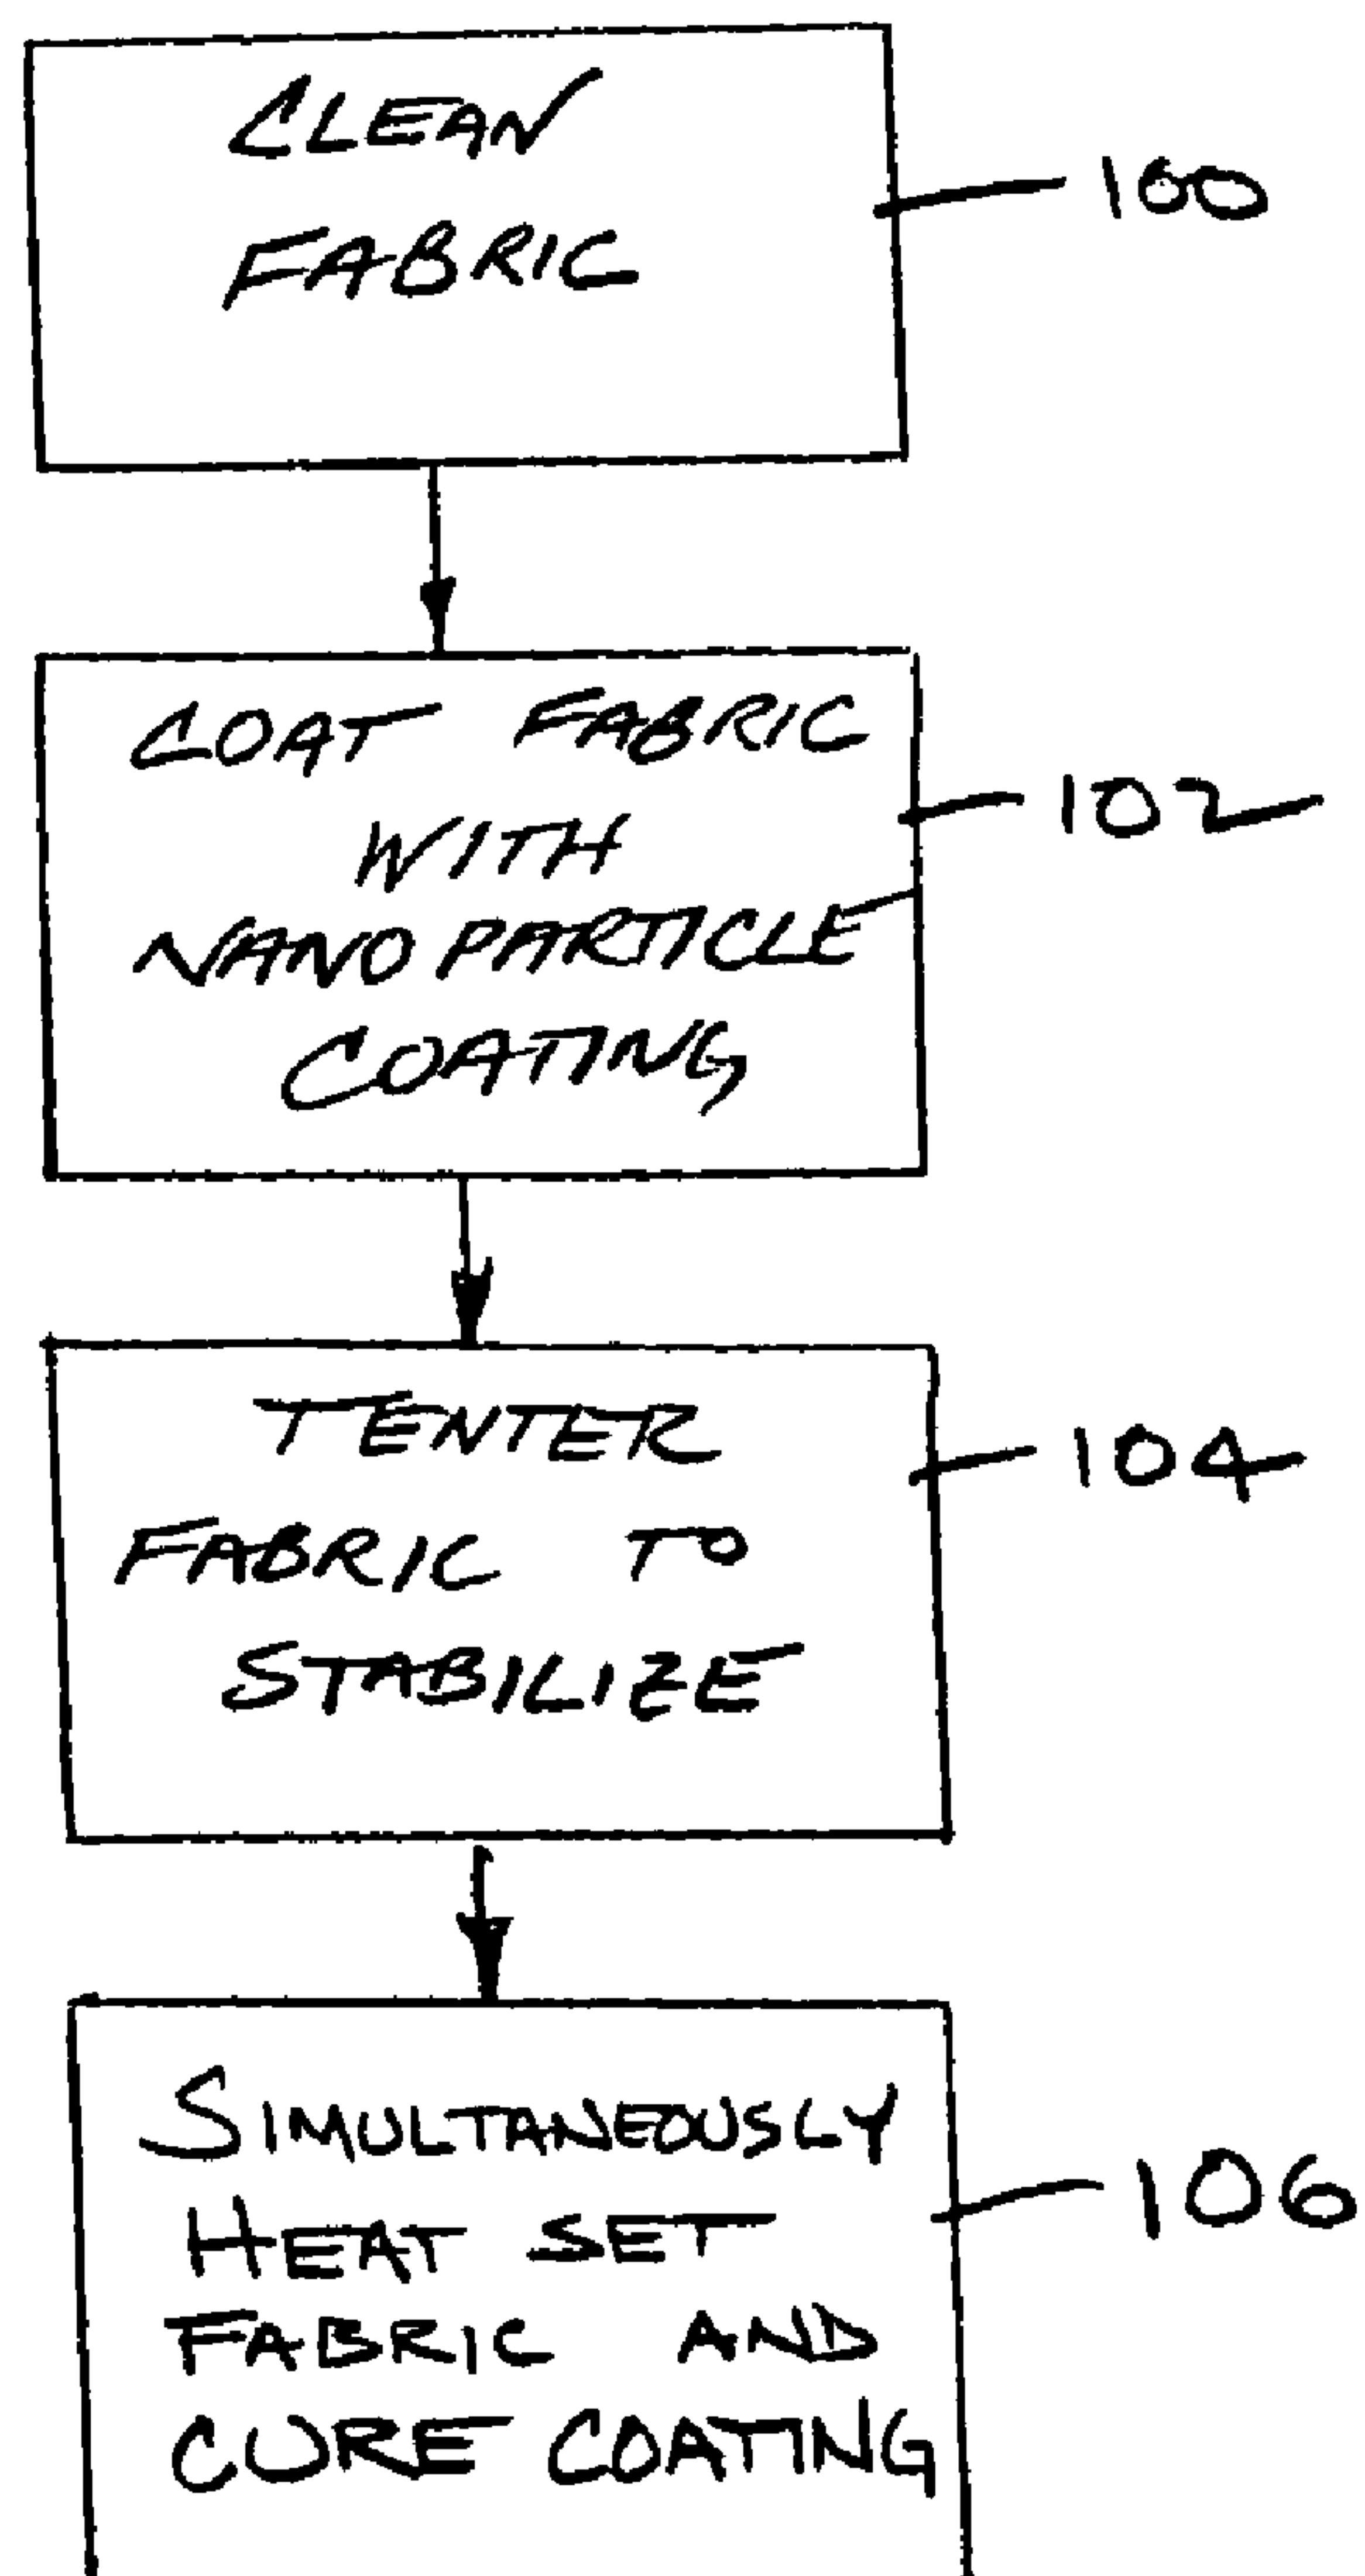 CLEAN
FABRIC
100
COAT FABRIC
WITH
102
NANO PARTICLE
COATING
TENTER
104
FABRIC TO
STABILIZE
SIMULTANEOUSLY
HEAT SET
106
FABRIC AND
CURE COATING